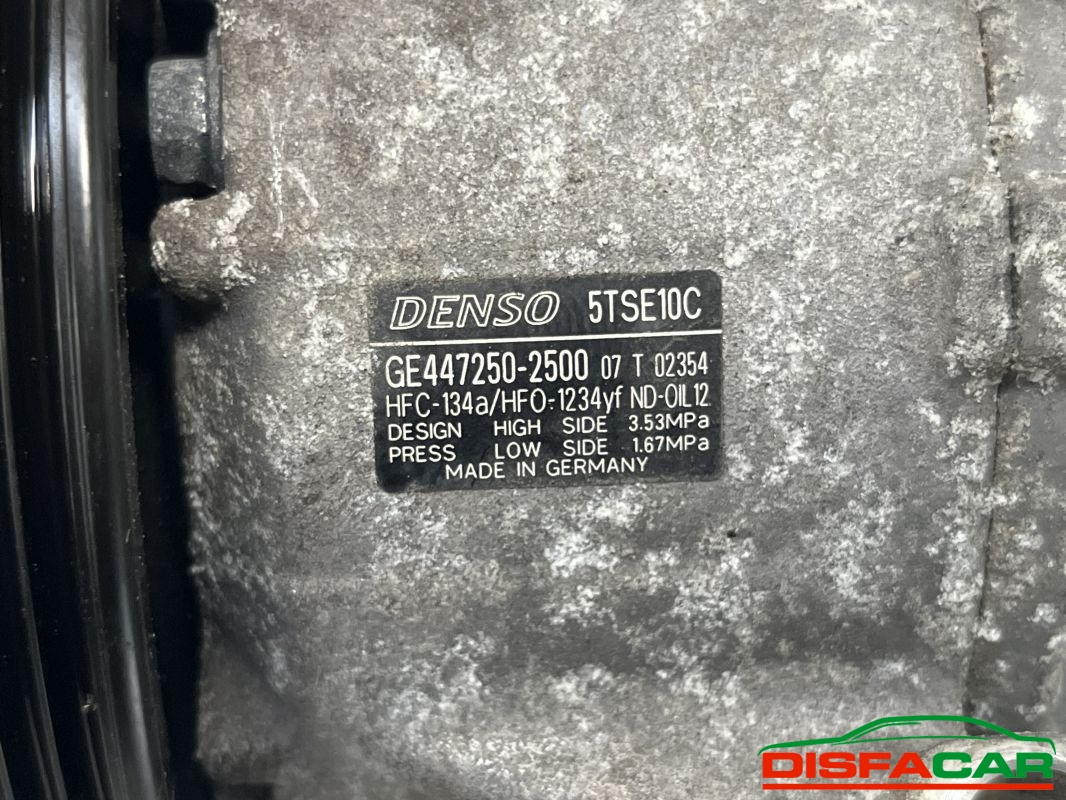 DENSO 5TSE10C
GE447250-2500 07 T 02354
HFC-134a/HFO-1234yf ND-OIL12
DESIGN HIGH SIDE 3.53MPa
PRESS LOW SIDE 1.67MPa
MADE IN GERMANY
DISFACAR